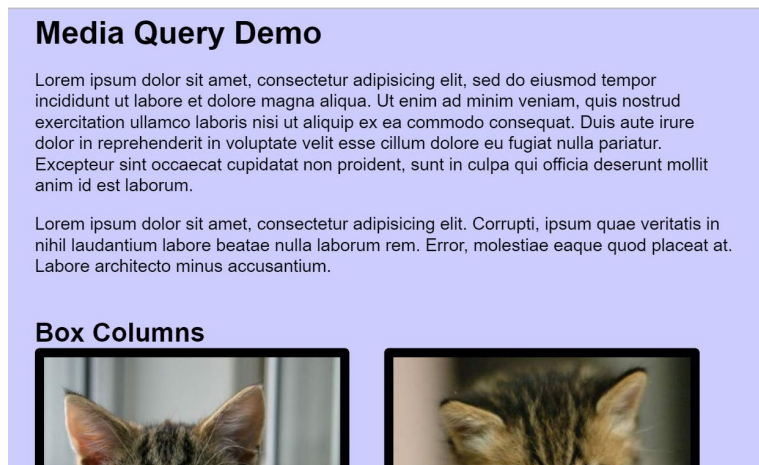 Media Query Demo
Lorem ipsum dolor sit amet, consectetur adipisicing elit, sed do eiusmod tempor
incididunt ut labore et dolore magna aliqua. Ut enim ad minim veniam, quis nostrud
exercitation ullamco laboris nisi ut aliquip ex ea commodo consequat. Duis aute irure
dolor in reprehenderit in voluptate velit esse cillum dolore eu fugiat nulla pariatur.
Excepteur sint occaecat cupidatat non proident, sunt in culpa qui officia deserunt mollit
anim id est laborum.
Lorem ipsum dolor sit amet, consectetur adipisicing elit. Corrupti, ipsum quae veritatis in
nihil laudantium labore beatae nulla laborum rem. Error, molestiae eaque quod placeat at.
Labore architecto minus accusantium.
Box Columns